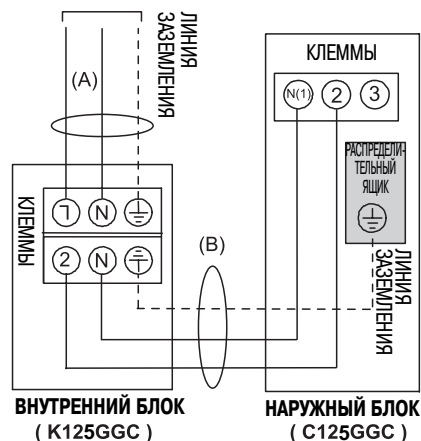 ЛИНИЯ
ЗАЗЕМЛЕНИЯ
(A)
КЛЕММЫ
L N
2 N
ВНУТРЕННИЙ БЛОК
( K125GGC )
(B)
КЛЕММЫ
N(1) 2 3
РАСПРЕДЕЛИ-
ТЕЛЬНЫЙ
ЯЩИК
ЛИНИЯ
ЗАЗЕМЛЕНИЯ
НАРУЖНЫЙ БЛОК
( C125GGC )